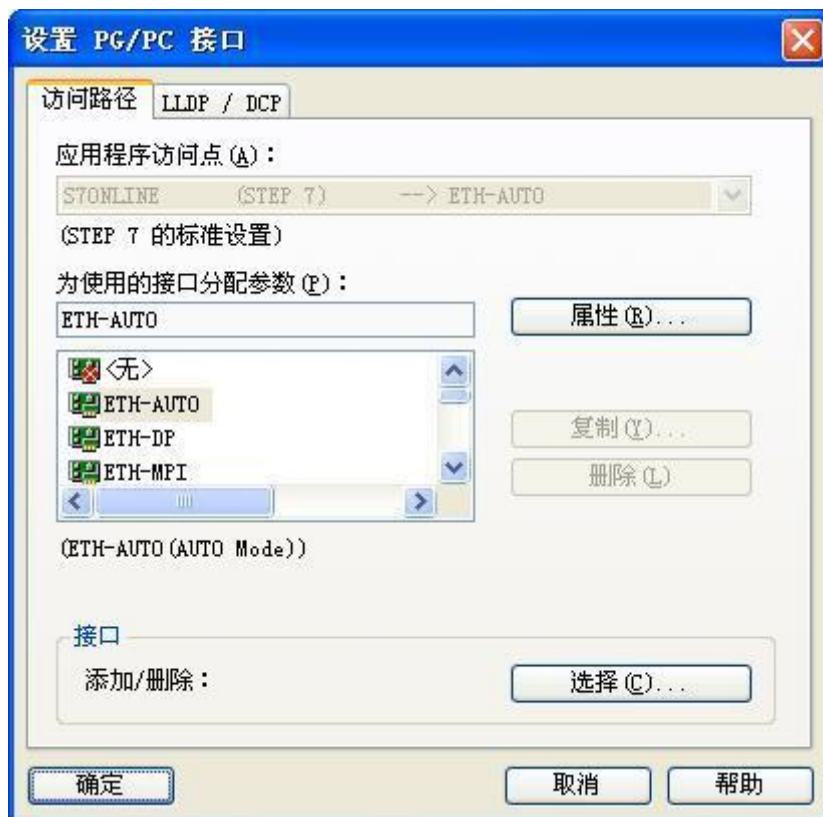 设置 PG/PC 接口
访问路径
LLDP / DCP
应用程序访问点(A):
S7ONLINE (STEP 7) --> ETH-AUTO
(STEP 7 的标准设置)
为使用的接口分配参数(P):
ETH-AUTO
属性(R)...
<无>
ETH-AUTO
ETH-DP
ETH-MPI
复制(Y)...
删除(L)
(ETH-AUTO(AUTO Mode))
接口
添加/删除:
选择(C)...
确定
取消
帮助